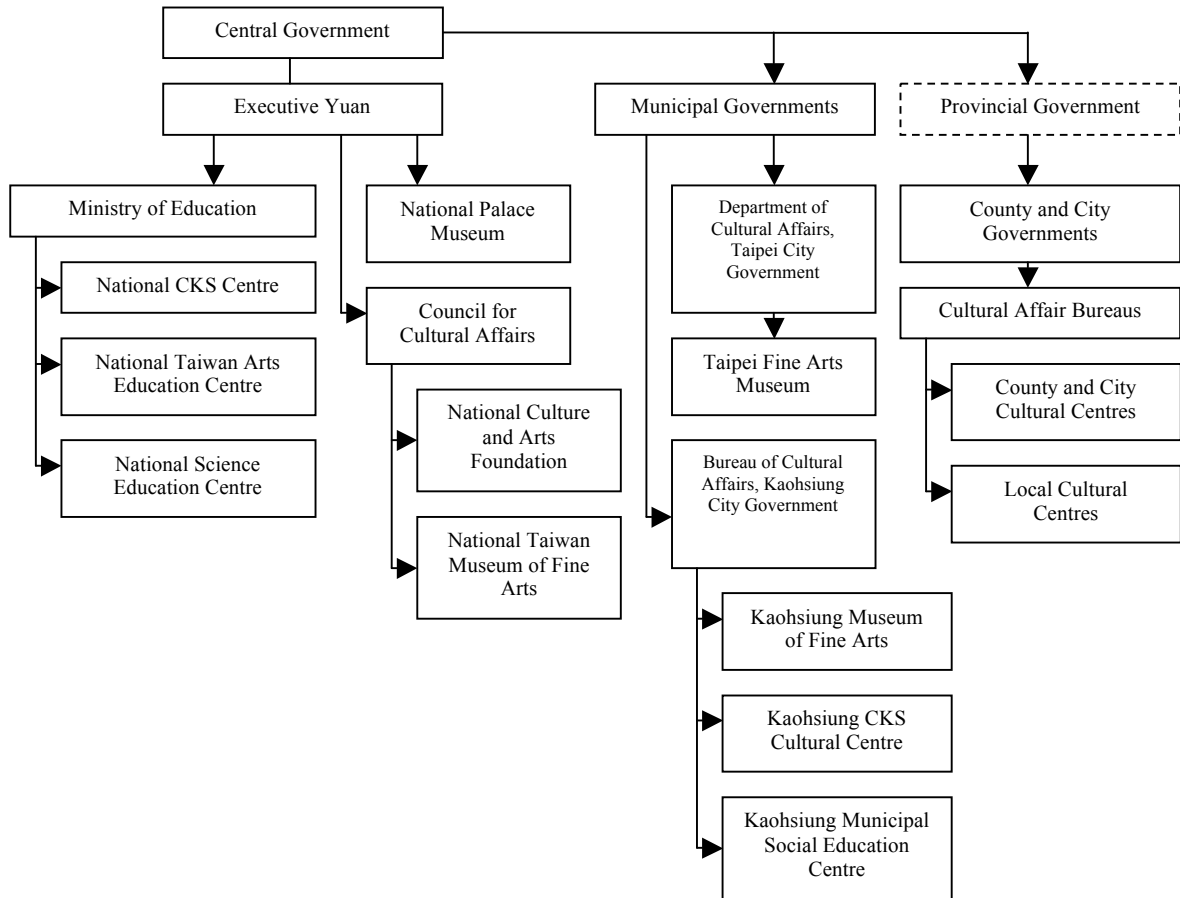 Central Government
Executive Yuan
Municipal Governments
Provincial Government
Ministry of Education
National CKS Centre
National Taiwan Arts
Education Centre
National Science
Education Centre
National Palace
Museum
Council for
Cultural Affairs
National Culture
and Arts
Foundation
National Taiwan
Museum of Fine
Arts
Department of
Cultural Affairs,
Taipei City
Government
Taipei Fine Arts
Museum
Bureau of Cultural
Affairs, Kaohsiung
City Government
Kaohsiung Museum
of Fine Arts
Kaohsiung CKS
Cultural Centre
Kaohsiung Municipal
Social Education
Centre
County and City
Governments
Cultural Affair Bureaus
County and City
Cultural Centres
Local Cultural
Centres